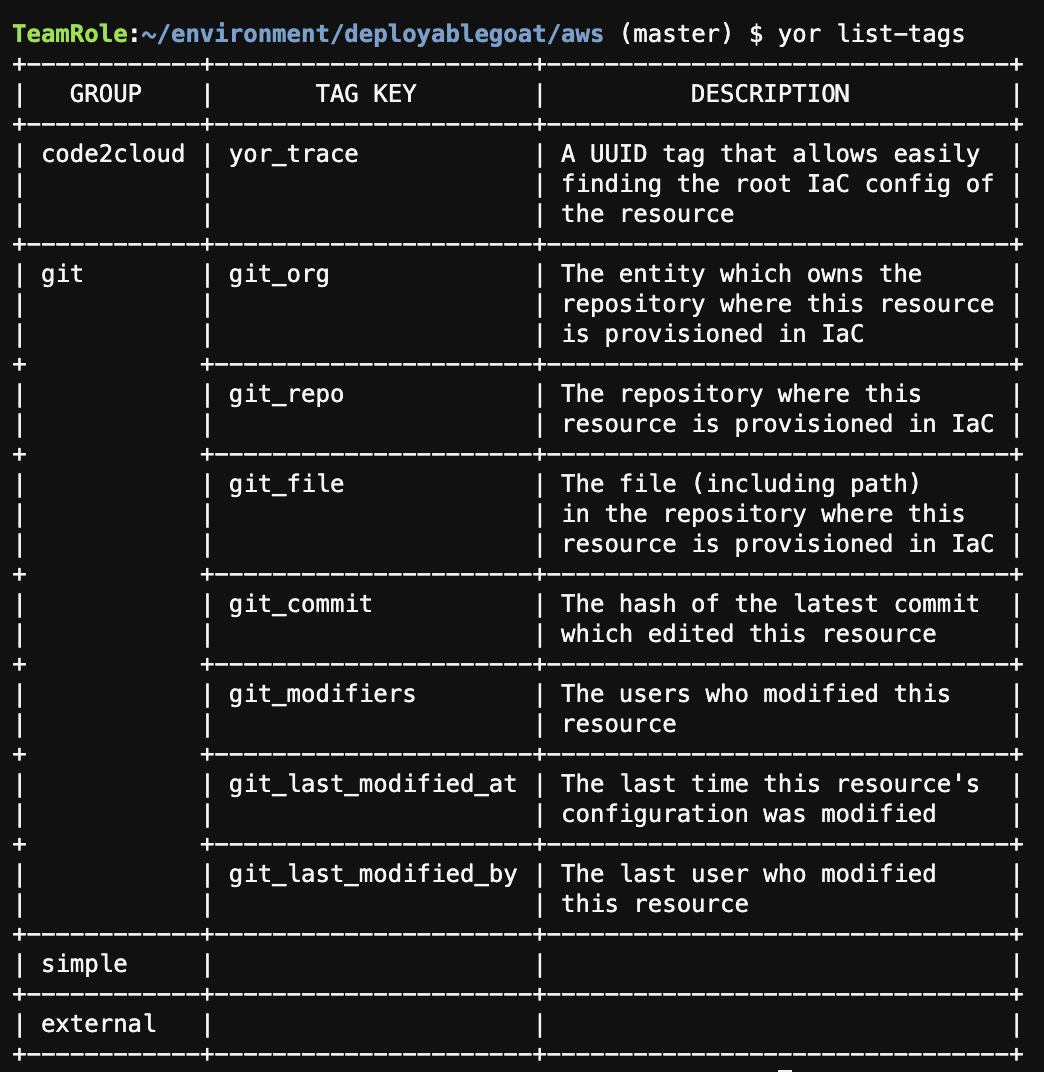 TeamRole:~/environment/deployablegoat/aws (master) $ yor list-tags
+------------+----------------------+--------------------------------+
|   GROUP    |       TAG KEY        |          DESCRIPTION           |
+------------+----------------------+--------------------------------+
| code2cloud | yor_trace            | A UUID tag that allows easily  |
|            |                      | finding the root IaC config of |
|            |                      | the resource                   |
+------------+----------------------+--------------------------------+
| git        | git_org              | The entity which owns the      |
|            |                      | repository where this resource |
|            |                      | is provisioned in IaC          |
+            +----------------------+--------------------------------+
|            | git_repo             | The repository where this      |
|            |                      | resource is provisioned in IaC |
+            +----------------------+--------------------------------+
|            | git_file             | The file (including path)      |
|            |                      | in the repository where this   |
|            |                      | resource is provisioned in IaC |
+            +----------------------+--------------------------------+
|            | git_commit           | The hash of the latest commit  |
|            |                      | which edited this resource     |
+            +----------------------+--------------------------------+
|            | git_modifiers        | The users who modified this    |
|            |                      | resource                       |
+            +----------------------+--------------------------------+
|            | git_last_modified_at | The last time this resource's  |
|            |                      | configuration was modified     |
+            +----------------------+--------------------------------+
|            | git_last_modified_by | The last user who modified     |
|            |                      | this resource                  |
+------------+----------------------+--------------------------------+
| simple     |                      |                                |
+------------+----------------------+--------------------------------+
| external   |                      |                                |
+------------+----------------------+--------------------------------+